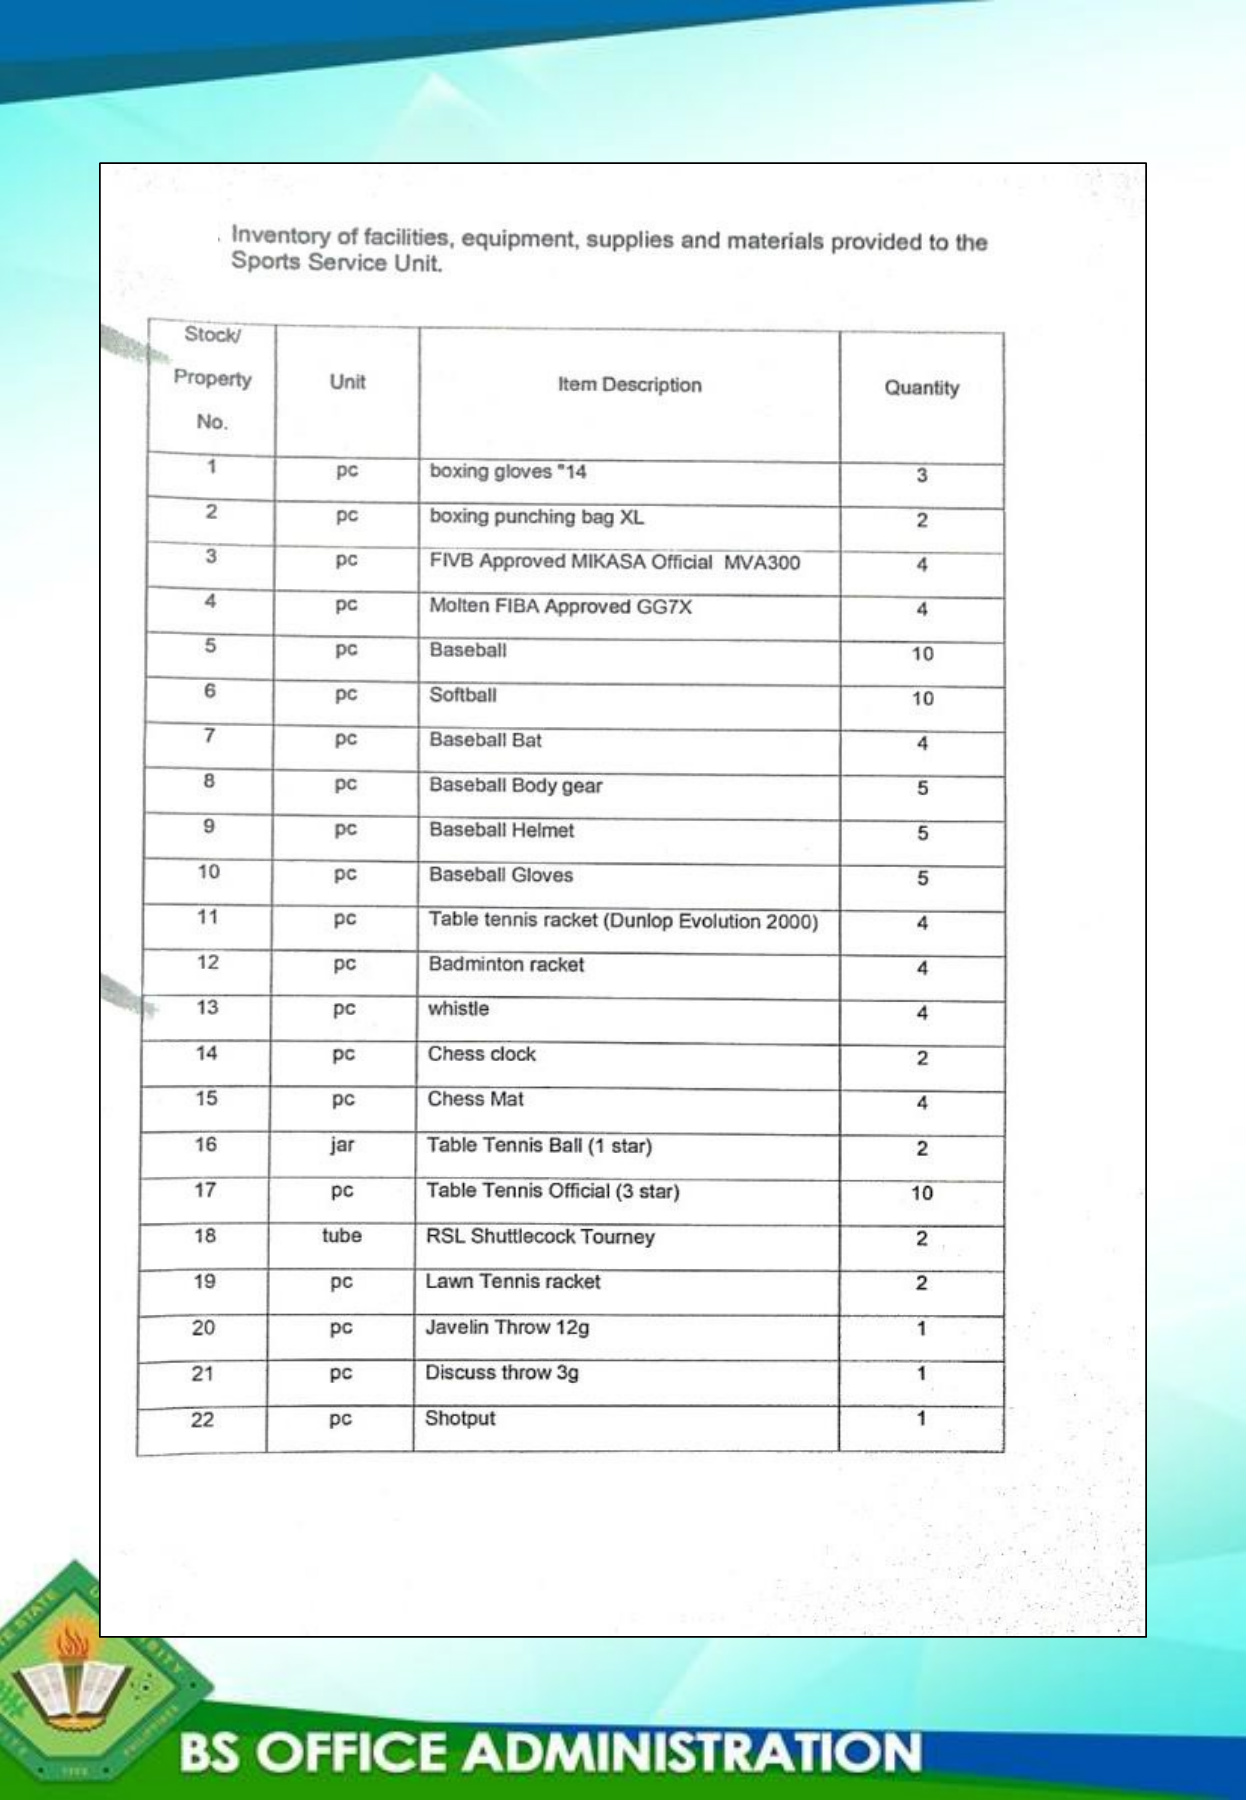 Inventory of facilities, equipment, supplies and materials provided to the
Sports Service Unit.
Stock/
Property
No.
Unit
Item Description
Quantity
1 pc boxing gloves "14 3
2 pc boxing punching bag XL 2
3 pc FIVB Approved MIKASA Official MVA300 4
4 pc Molten FIBA Approved GG7X 4
5 pc Baseball 10
6 pc Softball 10
7 pc Baseball Bat 4
8 pc Baseball Body gear 5
9 pc Baseball Helmet 5
10 pc Baseball Gloves 5
11 pc Table tennis racket (Dunlop Evolution 2000) 4
12 pc Badminton racket 4
13 pc whistle 4
14 pc Chess clock 2
15 pc Chess Mat 4
16 jar Table Tennis Ball (1 star) 2
17 pc Table Tennis Official (3 star) 10
18 tube RSL Shuttlecock Tourney 2
19 pc Lawn Tennis racket 2
20 pc Javelin Throw 12g 1
21 pc Discuss throw 3g 1
22 pc Shotput 1
BS OFFICE ADMINISTRATION